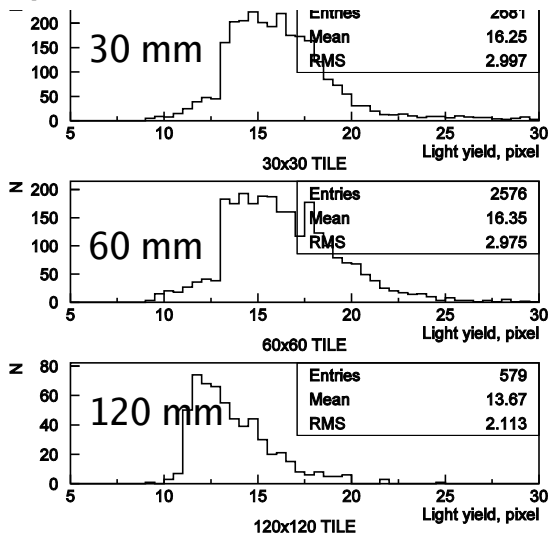 200
150
100
50
0
30 mm
Entries 2681
Mean 16.25
RMS 2.997
5 10 15 20 25 30
Light yield, pixel
30x30 TILE
N
200
150
100
50
0
60 mm
Entries 2576
Mean 16.35
RMS 2.975
5 10 15 20 25 30
Light yield, pixel
60x60 TILE
N
80
60
40
20
0
120 mm
Entries 579
Mean 13.67
RMS 2.113
5 10 15 20 25 30
Light yield, pixel
120x120 TILE